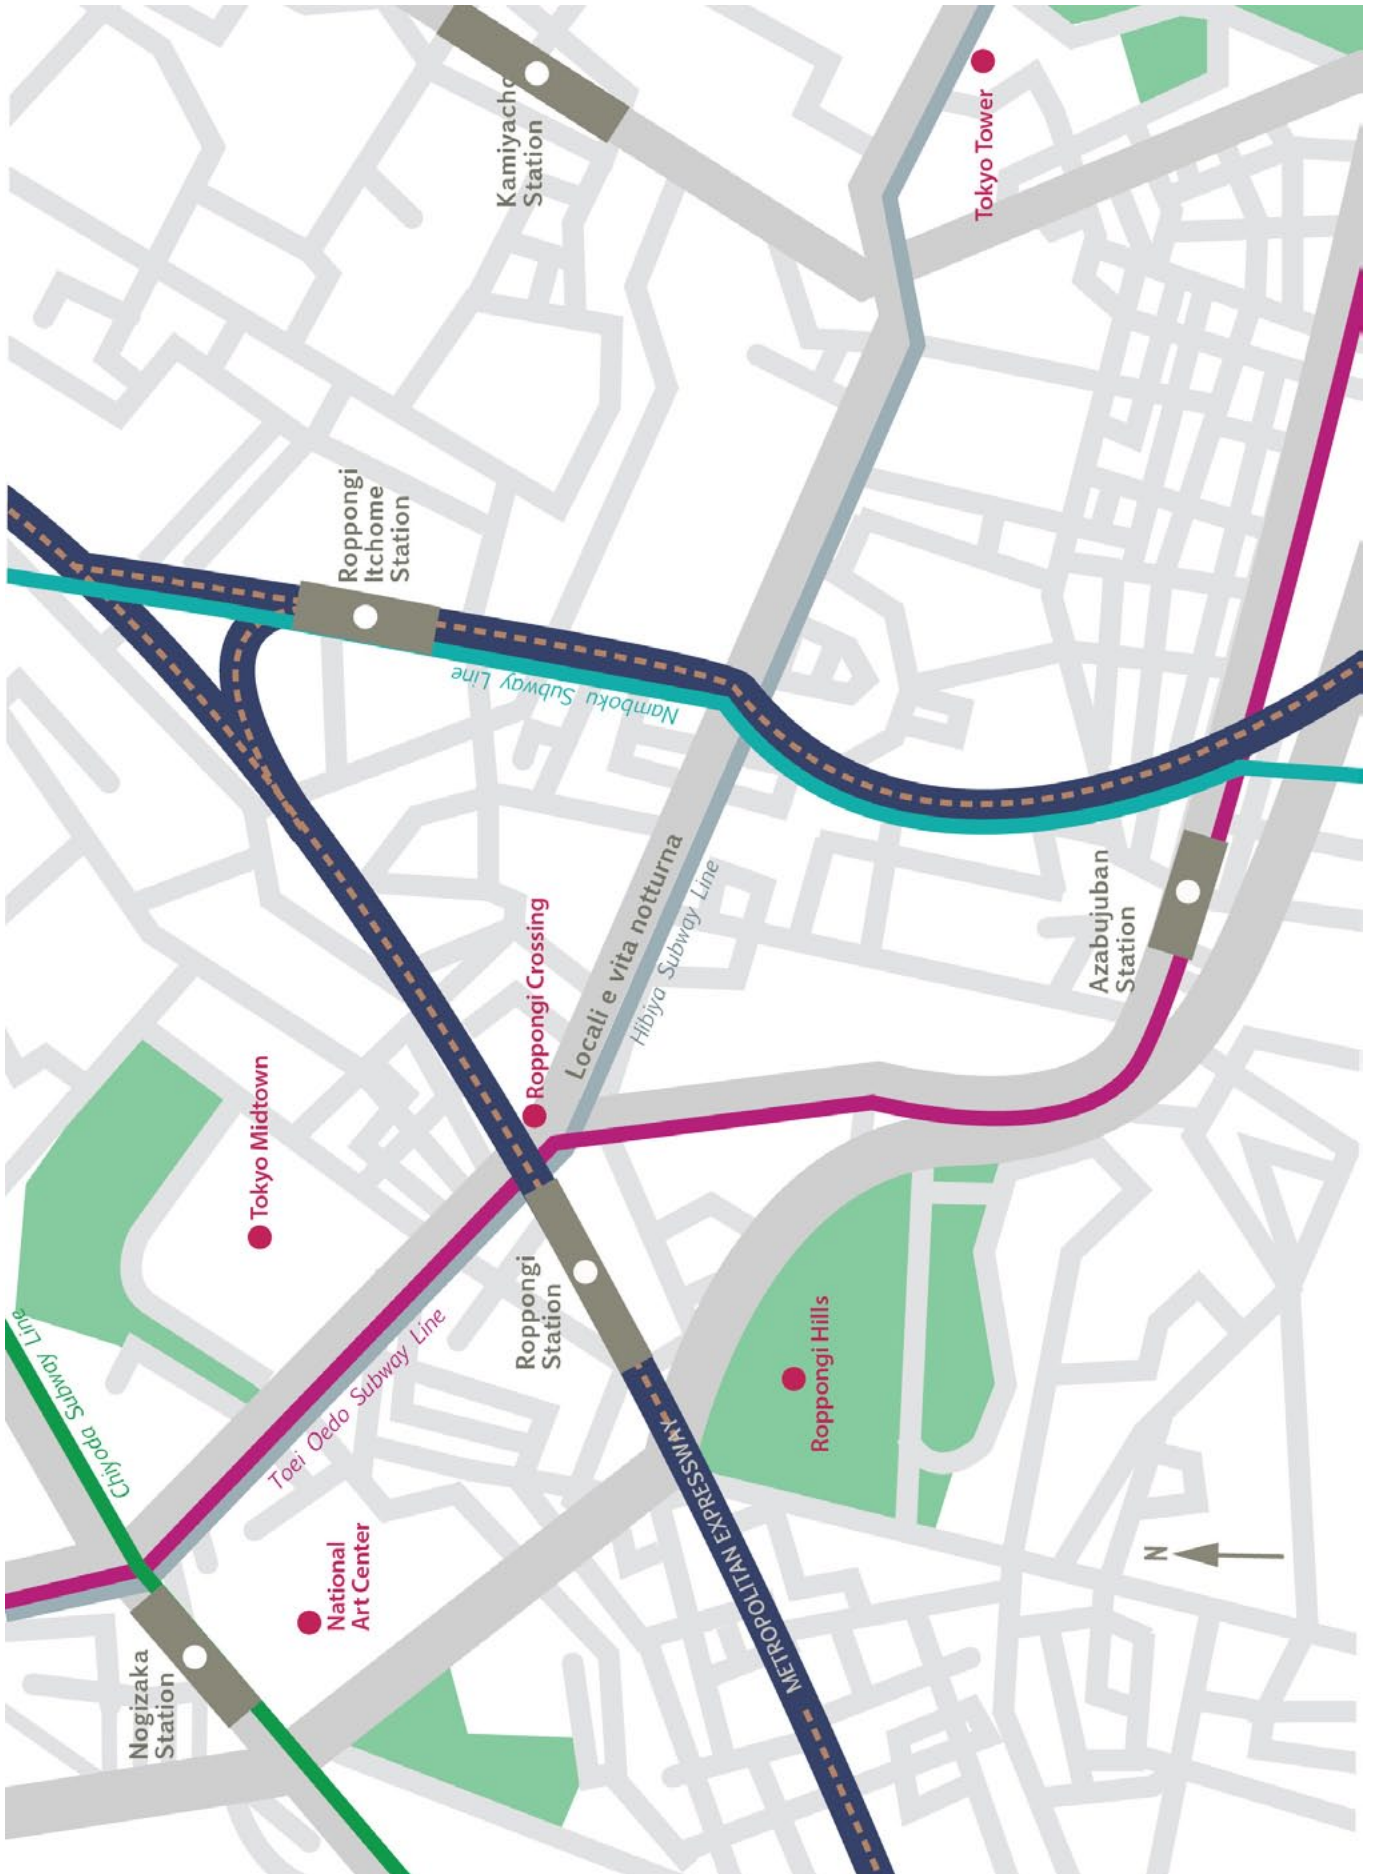 Kamiyacho
Station
Tokyo Tower
Roppongi
Itchome
Station
Namboku Subway Line
Locali e vita notturna
Hibiya Subway Line
Azabujuban
Station
Roppongi Crossing
Tokyo Midtown
Roppongi
Station
Roppongi Hills
Chiyoda Subway Line
Toei Oedo Subway Line
METROPOLITAN EXPRESSWAY
National
Art Center
Nogizaka
Station
N